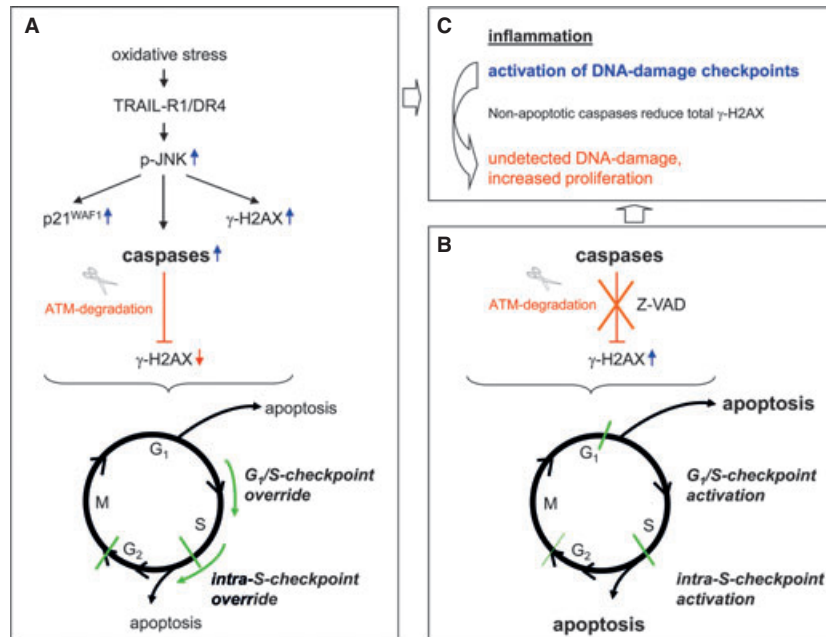 A
oxidative stress
TRAIL-R1/DR4
p-JNK
p21WAF1
γ-H2AX
caspases
ATM-degradation
γ-H2AX
apoptosis
G1
G1/S-checkpoint
override
M
S
G2
intra-S-checkpoint
override
apoptosis
C
inflammation
activation of DNA-damage checkpoints
Non-apoptotic caspases reduce total γ-H2AX
undetected DNA-damage,
increased proliferation
B
caspases
ATM-degradation
Z-VAD
γ-H2AX
apoptosis
G1
G1/S-checkpoint
activation
M
S
G2
intra-S-checkpoint
activation
apoptosis